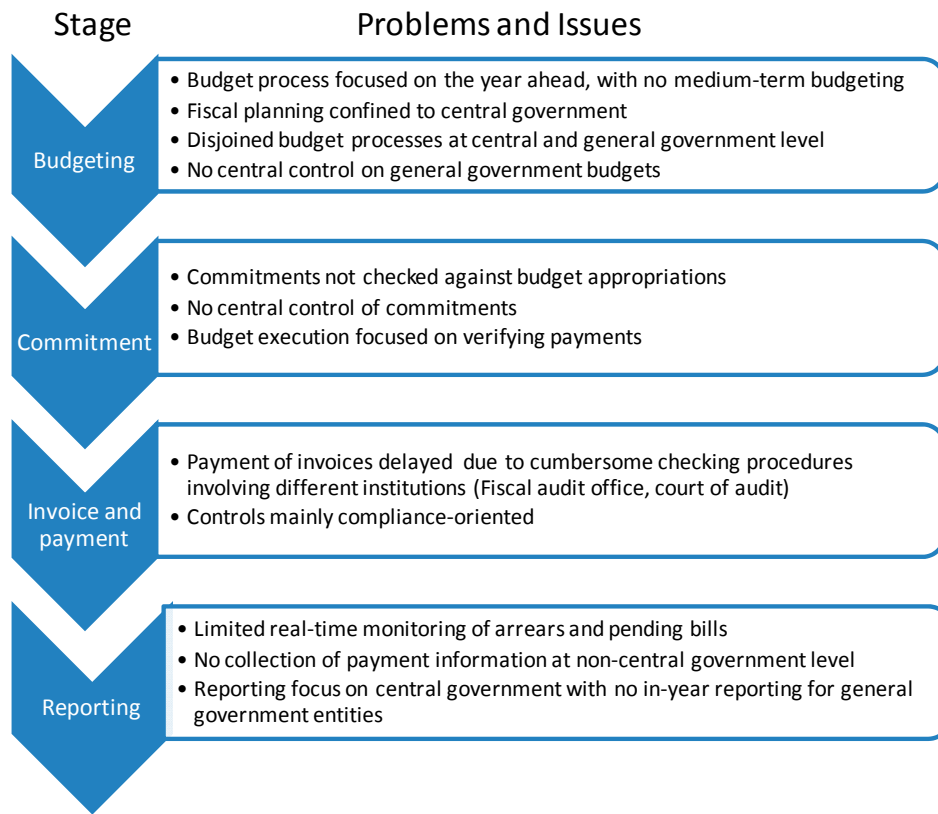 Stage Problems and Issues
Budgeting
• Budget process focused on the year ahead, with no medium-term budgeting
• Fiscal planning confined to central government
• Disjoined budget processes at central and general government level
• No central control on general government budgets
Commitment
• Commitments not checked against budget appropriations
• No central control of commitments
• Budget execution focused on verifying payments
Invoice and
payment
• Payment of invoices delayed due to cumbersome checking procedures
involving different institutions (Fiscal audit office, court of audit)
• Controls mainly compliance-oriented
Reporting
• Limited real-time monitoring of arrears and pending bills
• No collection of payment information at non-central government level
• Reporting focus on central government with no in-year reporting for general
government entities